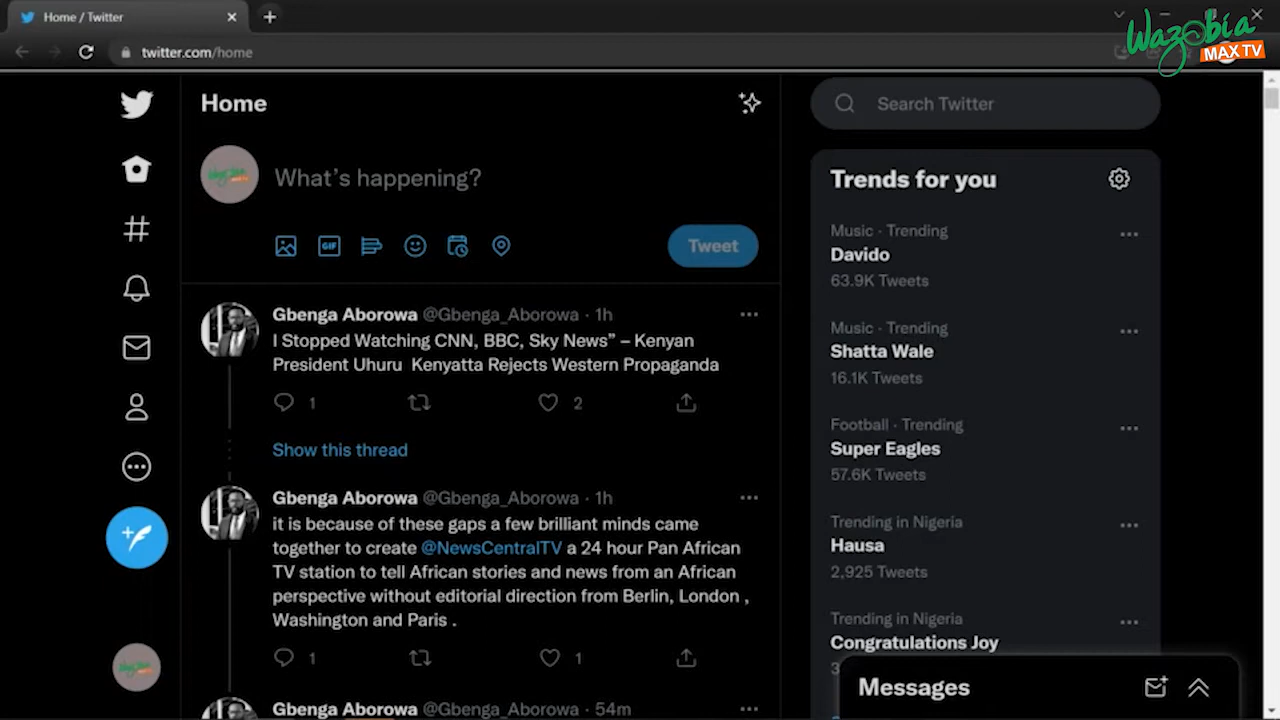 Home / Twitter
twitter.com/home
Wazobia
MAX TV
Home
Search Twitter
What's happening?
GIF
Tweet
Gbenga Aborowa @Gbenga_Aborowa · 1h
I Stopped Watching CNN, BBC, Sky News” – Kenyan
President Uhuru  Kenyatta Rejects Western Propaganda
1
2
Show this thread
Gbenga Aborowa @Gbenga_Aborowa · 1h
it is because of these gaps a few brilliant minds came
together to create @NewsCentralTV a 24 hour Pan African
TV station to tell African stories and news from an African
perspective without editorial direction from Berlin, London ,
Washington and Paris .
1
1
Gbenga Aborowa @Gbenga_Aborowa · 54m
Trends for you
Music · Trending
Davido
63.9K Tweets
Music · Trending
Shatta Wale
16.1K Tweets
Football · Trending
Super Eagles
57.6K Tweets
Trending in Nigeria
Hausa
2,925 Tweets
Trending in Nigeria
Congratulations Joy
Messages